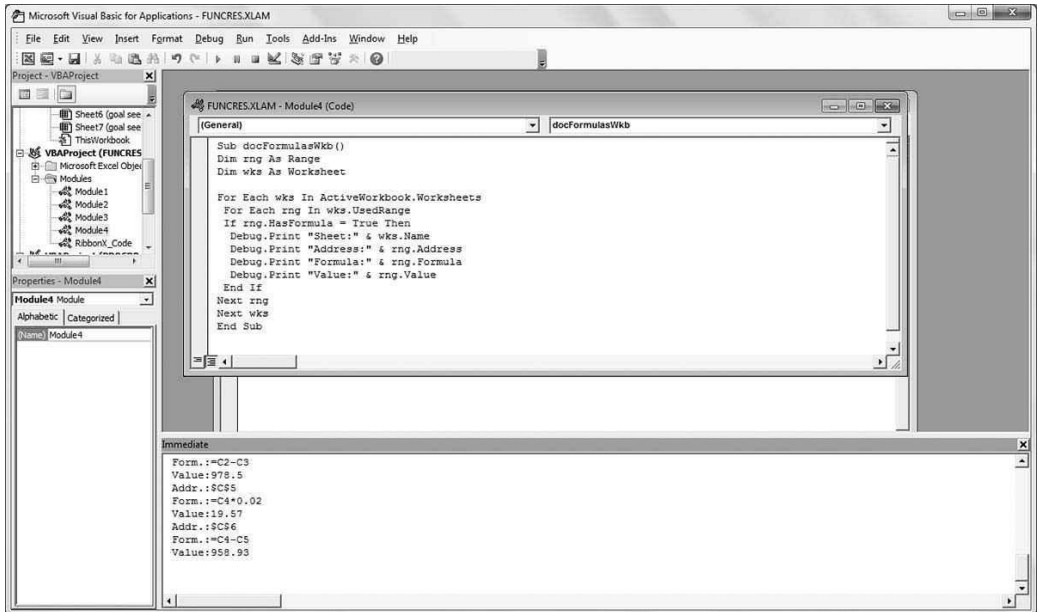 Microsoft Visual Basic for Applications - FUNCRES.XLAM
File Edit View Insert Format Debug Run Tools Add-Ins Window Help
Project - VBAProject
Sheet6 (goal see
Sheet7 (goal see
ThisWorkbook
VBAProject (FUNCRES
Microsoft Excel Objec
Modules
Module1
Module2
Module3
Module4
RibbonX_Code
Properties - Module4
Module4 Module
Alphabetic Categorized
(Name) Module4
FUNCRES.XLAM - Module4 (Code)
(General) docFormulasWkb
Sub docFormulasWkb()
Dim rng As Range
Dim wks As Worksheet
For Each wks In ActiveWorkbook.Worksheets
For Each rng In wks.UsedRange
If rng.HasFormula = True Then
Debug.Print "Sheet:" & wks.Name
Debug.Print "Address:" & rng.Address
Debug.Print "Formula:" & rng.Formula
Debug.Print "Value:" & rng.Value
End If
Next rng
Next wks
End Sub
Immediate
Form.:=C2-C3
Value:978.5
Addr.:$C$5
Form.:=C4*0.02
Value:19.57
Addr.:$C$6
Form.:=C4-C5
Value:958.93